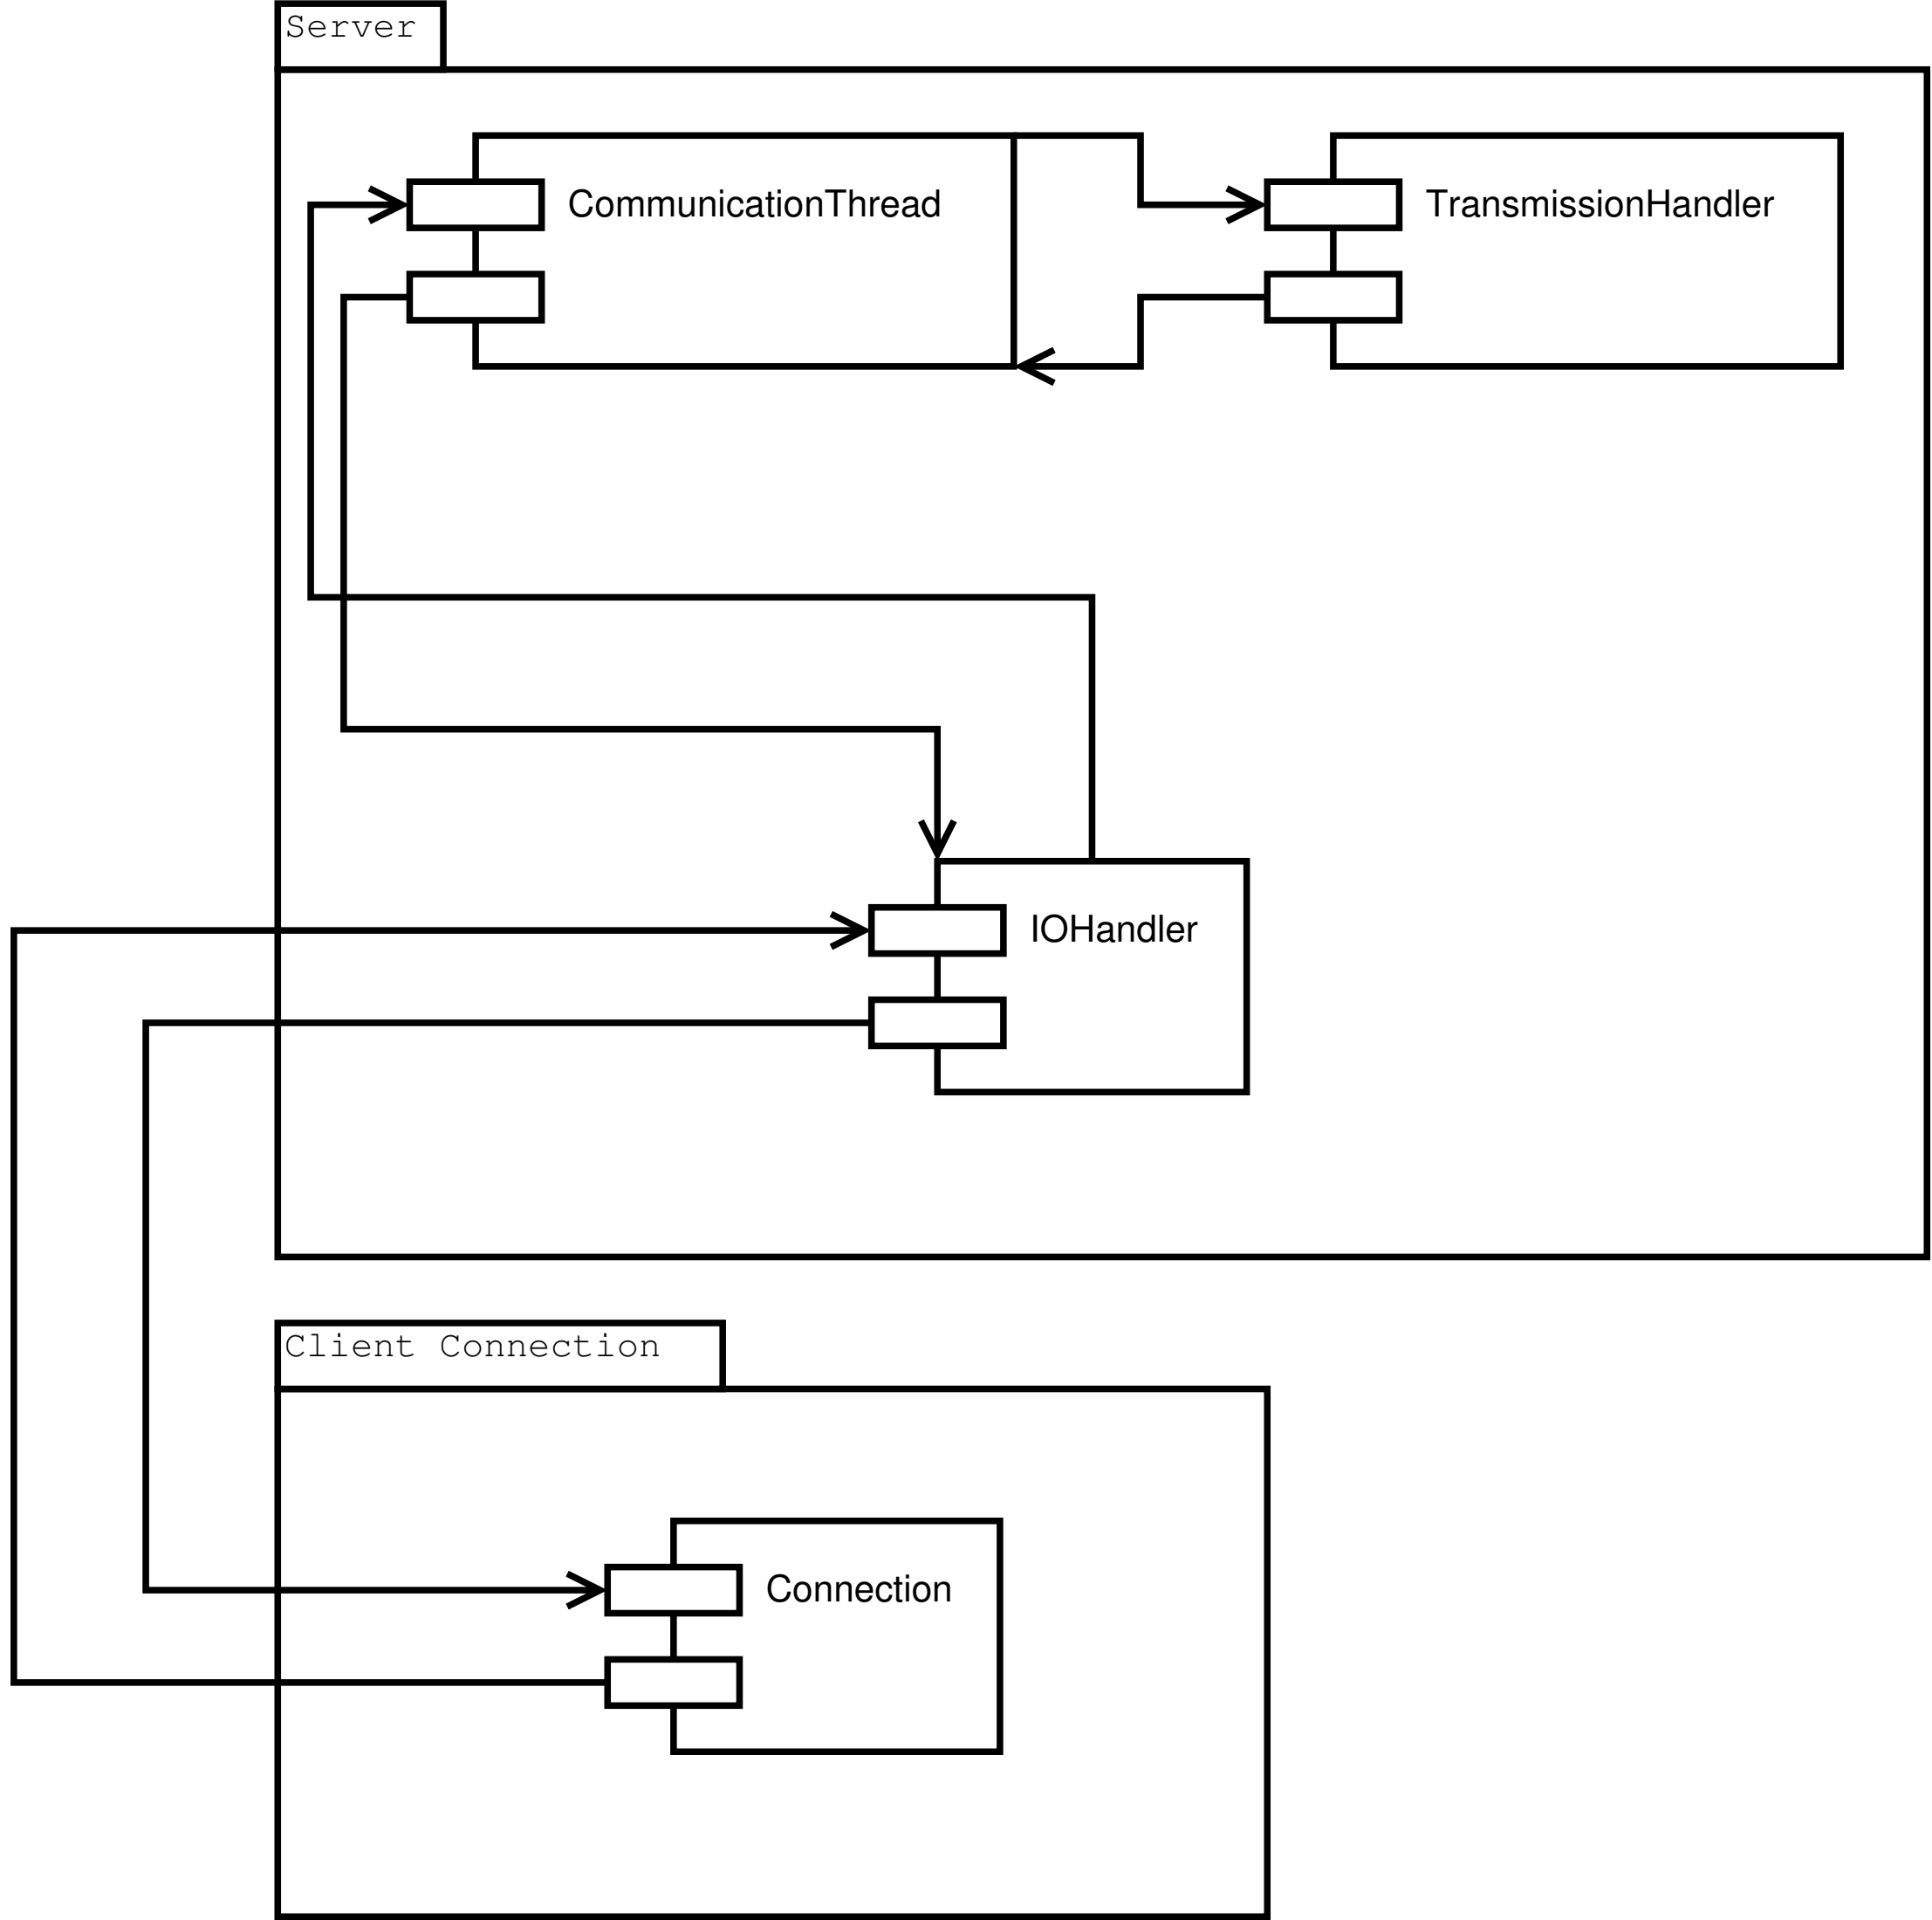 Server
CommunicationThread
TransmissionHandler
IOHandler
Client Connection
Connection